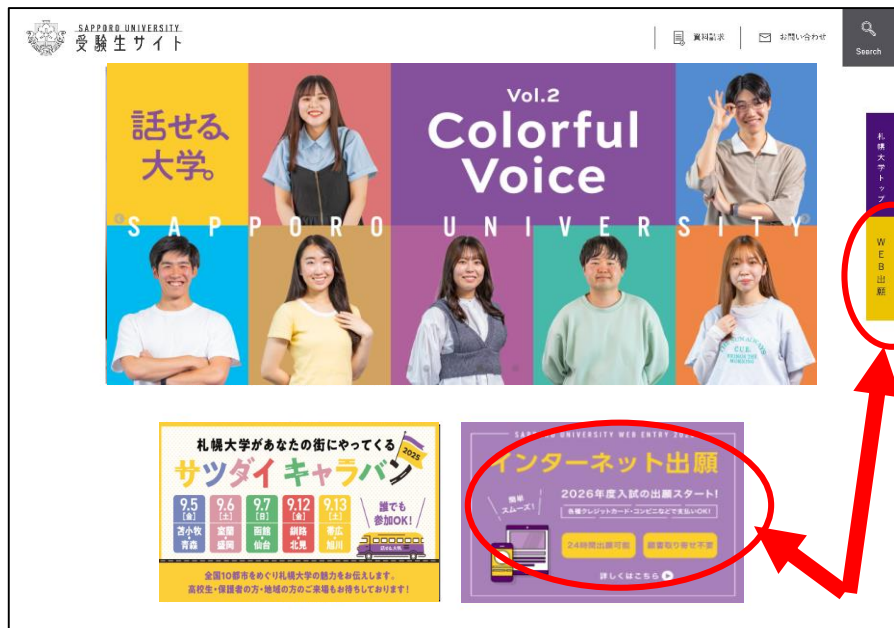 SAPPORO UNIVERSITY
受験生サイト
資料請求
お問い合わせ
Search
札幌大学トップ
WEB出願
話せる、
大学。
Vol.2
Colorful
Voice
SAPPORO UNIVERSITY
札幌大学があなたの街にやってくる
2025
サツダイキャラバン
9.5
[金]
苫小牧
青森
9.6
[土]
室蘭
盛岡
9.7
[日]
函館
仙台
9.12
[金]
釧路
北見
9.13
[土]
帯広
旭川
誰でも
参加OK!
全国10都市をめぐり札幌大学の魅力をお伝えします。
高校生・保護者の方・地域の方のご来場もお待ちしております!
SAPPORO UNIVERSITY WEB ENTRY
インターネット出願
簡単
スムーズ!
2026年度入試の出願スタート!
各種クレジットカード・コンビニなどで支払いOK!
24時間出願可能
願書取り寄せ不要
詳しくはこちら